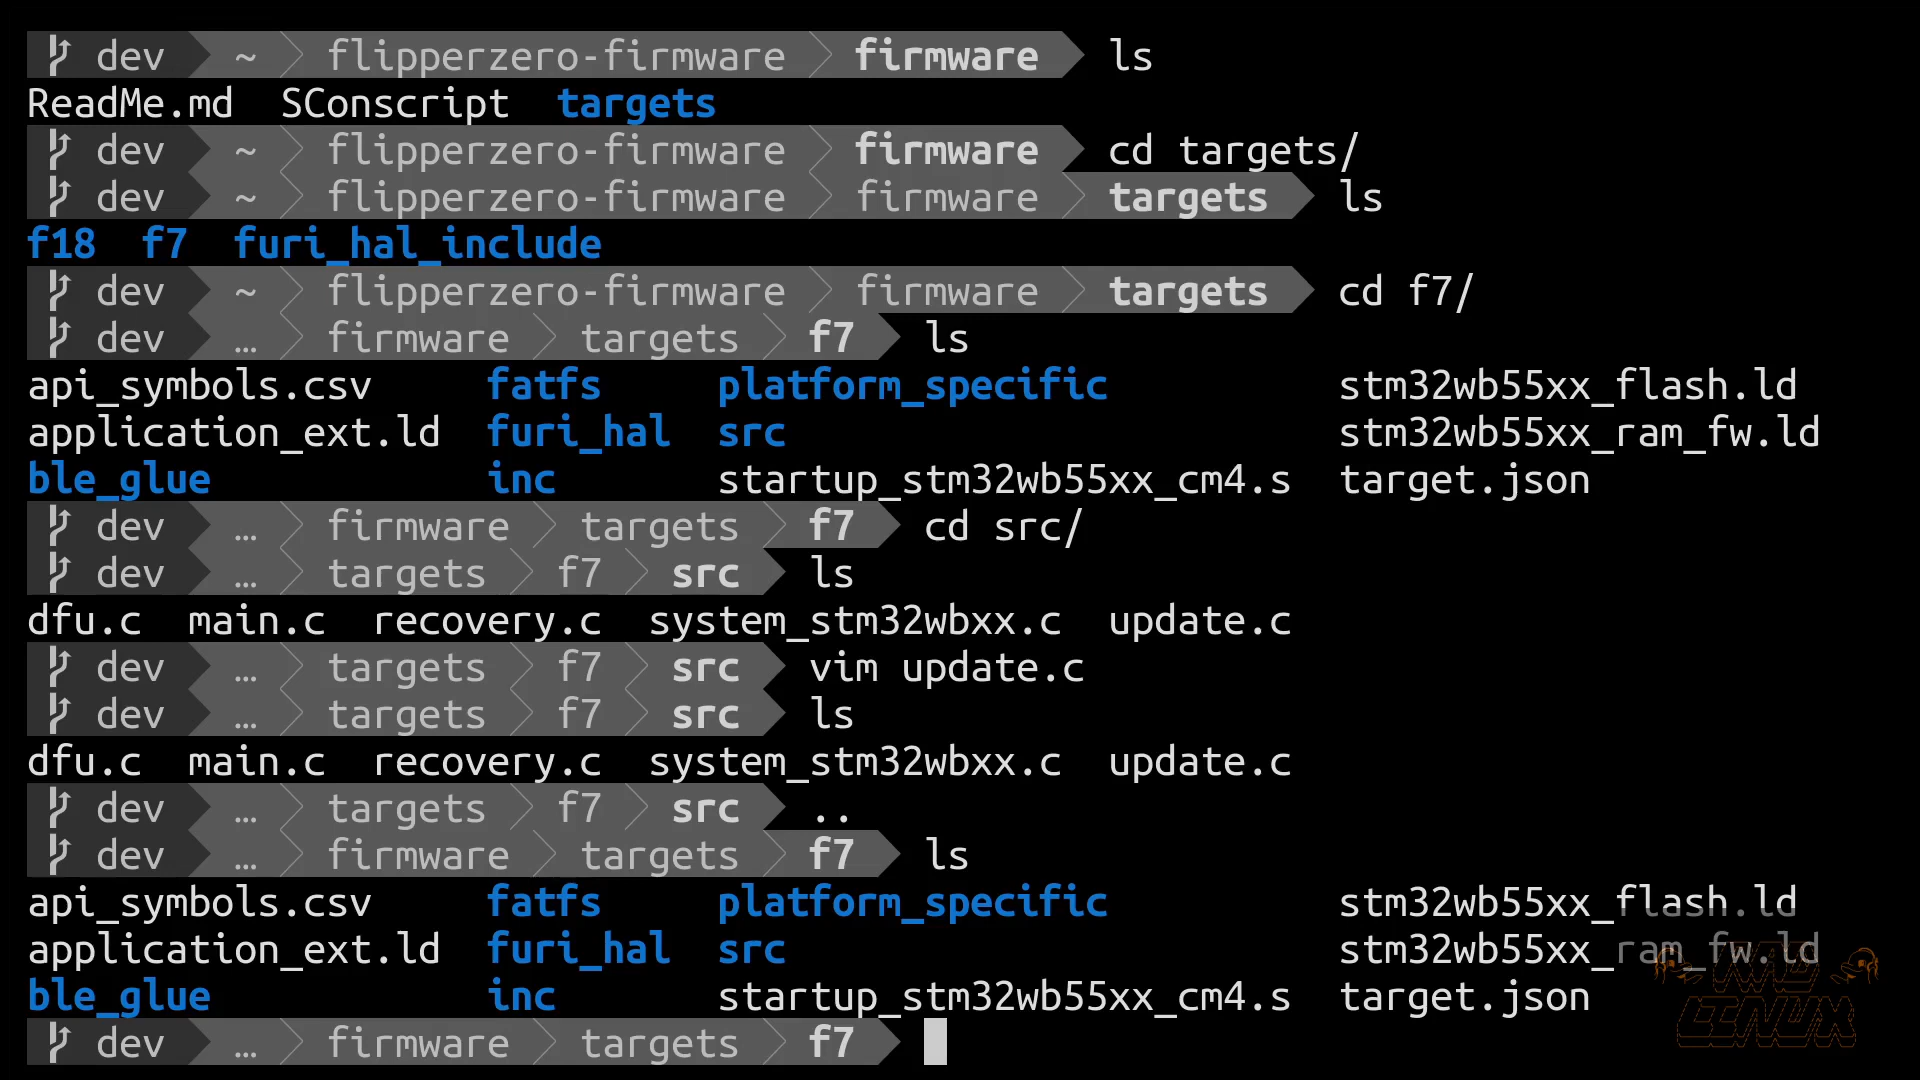 dev ~ flipperzero-firmware firmware ls
ReadMe.md SConscript targets
dev ~ flipperzero-firmware firmware cd targets/
dev ~ flipperzero-firmware firmware targets ls
f18 f7 furi_hal_include
dev ~ flipperzero-firmware firmware targets cd f7/
dev … firmware targets f7 ls
api_symbols.csv fatfs platform_specific stm32wb55xx_flash.ld
application_ext.ld furi_hal src stm32wb55xx_ram_fw.ld
ble_glue inc startup_stm32wb55xx_cm4.s target.json
dev … firmware targets f7 cd src/
dev … targets f7 src ls
dfu.c main.c recovery.c system_stm32wbxx.c update.c
dev … targets f7 src vim update.c
dev … targets f7 src ls
dfu.c main.c recovery.c system_stm32wbxx.c update.c
dev … targets f7 src ..
dev … firmware targets f7 ls
api_symbols.csv fatfs platform_specific stm32wb55xx_flash.ld
application_ext.ld furi_hal src stm32wb55xx_ram_fw.ld
ble_glue inc startup_stm32wb55xx_cm4.s target.json
dev … firmware targets f7